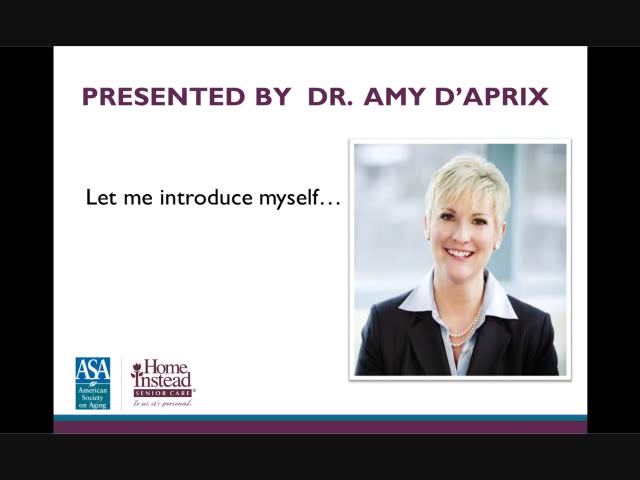 PRESENTED BY DR. AMY D’APRIX
Let me introduce myself…
ASA
American
Society
on Aging
Home
Instead
SENIOR CARE
To us, it's personal.